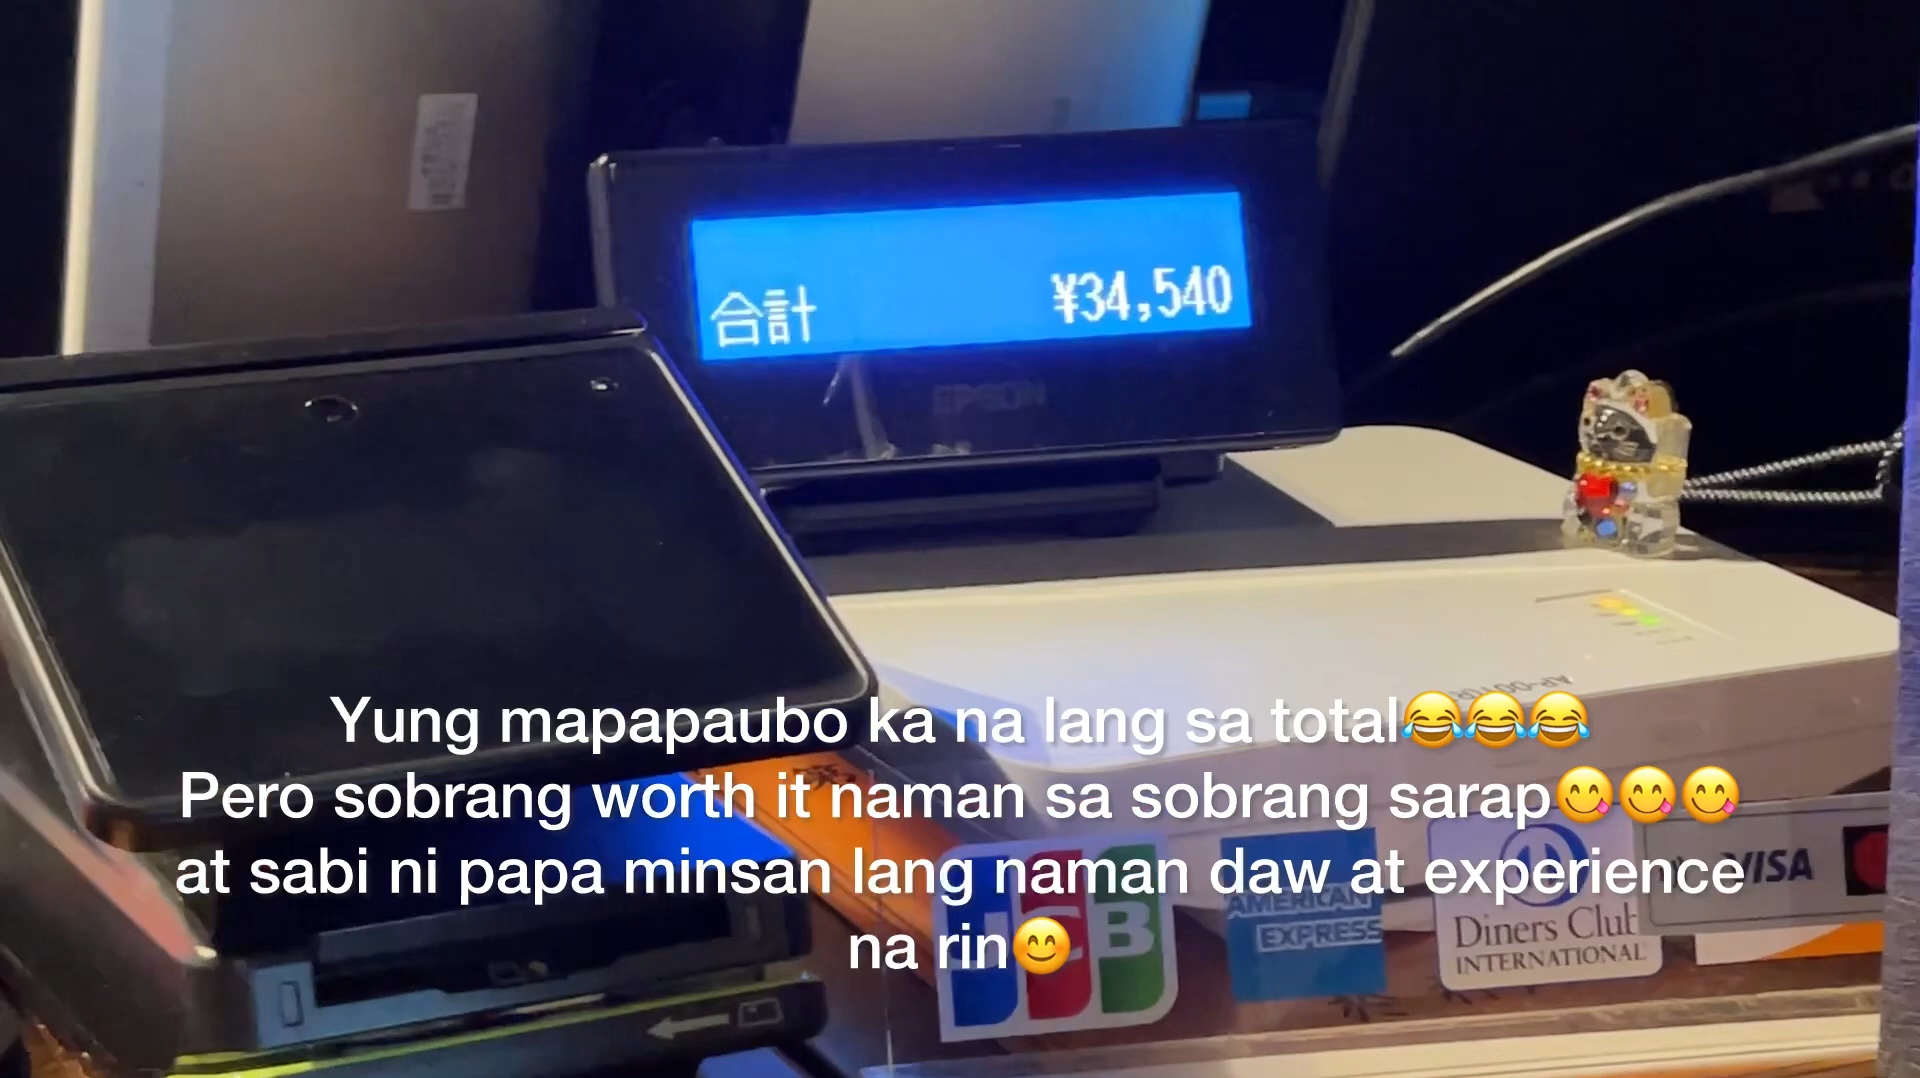 合計 ¥34,540
EPSON
Yung mapapaubo ka na lang sa total😂😂😂
Pero sobrang worth it naman sa sobrang sarap😋😋😋
at sabi ni papa minsan lang naman daw at experience
na rin😊
JCB
AMERICAN
EXPRESS
Diners Club
INTERNATIONAL
VISA